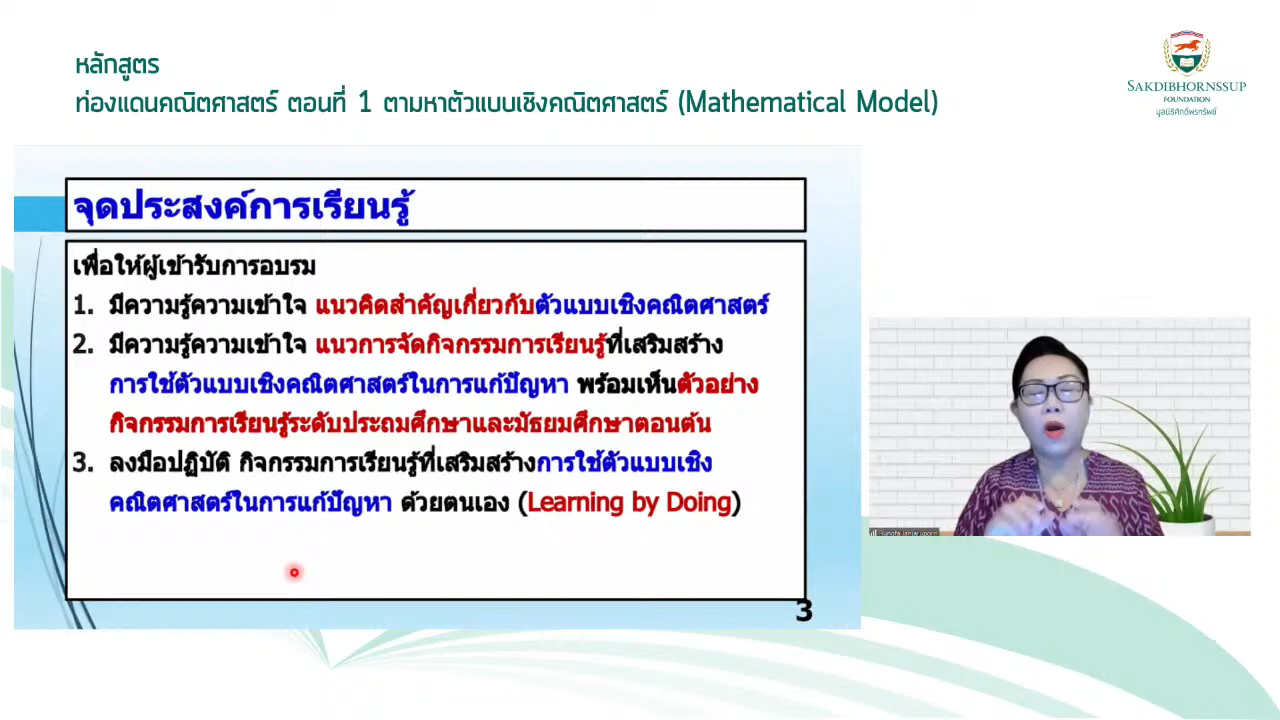 หลักสูตร
ท่องแดนคณิตศาสตร์ ตอนที่ 1 ตามหาตัวแบบเชิงคณิตศาสตร์ (Mathematical Model)
SAKDIBHORNSSUP
FOUNDATION
มูลนิธิศักดิ์พรทรัพย์
จุดประสงค์การเรียนรู้
เพื่อให้ผู้เข้ารับการอบรม
1. มีความรู้ความเข้าใจ แนวคิดสำคัญเกี่ยวกับตัวแบบเชิงคณิตศาสตร์
2. มีความรู้ความเข้าใจ แนวการจัดกิจกรรมการเรียนรู้ที่เสริมสร้าง
การใช้ตัวแบบเชิงคณิตศาสตร์ในการแก้ปัญหา พร้อมเห็นตัวอย่าง
กิจกรรมการเรียนรู้ระดับประถมศึกษาและมัธยมศึกษาตอนต้น
3. ลงมือปฏิบัติ กิจกรรมการเรียนรู้ที่เสริมสร้างการใช้ตัวแบบเชิง
คณิตศาสตร์ในการแก้ปัญหา ด้วยตนเอง (Learning by Doing)
3